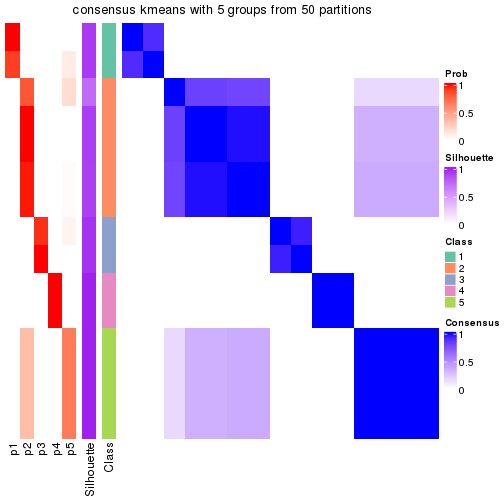 consensus kmeans with 5 groups from 50 partitions
Prob
1
0.5
0
Silhouette
1
0.5
0
Class
1
2
3
4
5
Consensus
1
0.5
0
p1
p2
p3
p4
p5
Silhouette
Class